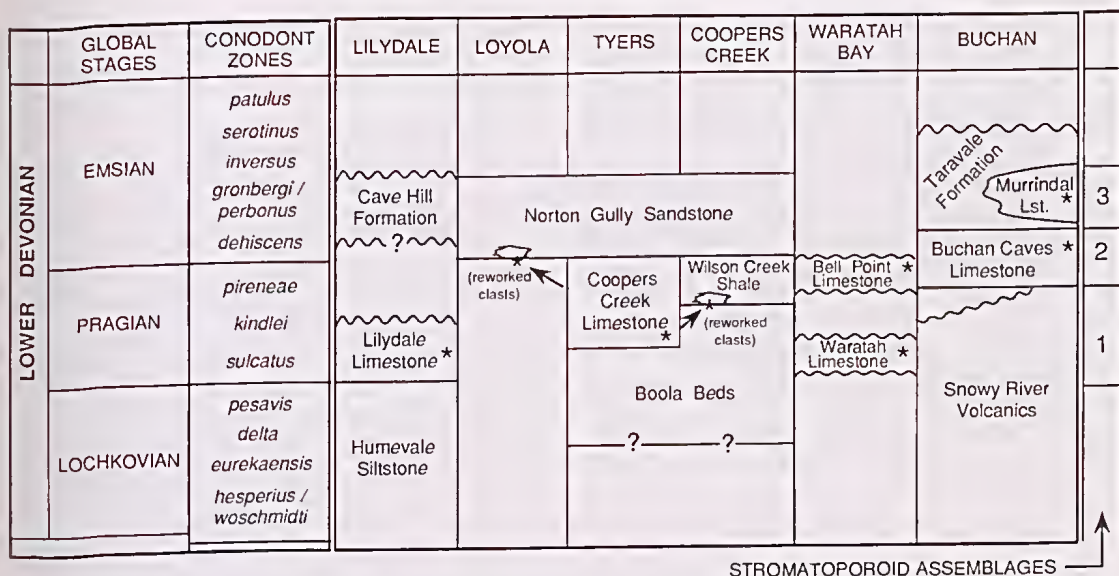 GLOBAL STAGES
CONODONT ZONES
LILYDALE
LOYOLA
TYERS
COOPERS CREEK
WARATAH BAY
BUCHAN
LOWER DEVONIAN
EMSIAN
PRAGIAN
LOCHKOVIAN
patulus
serotinus
inversus
gronbergi /
perbonus
dehiscens
pireneae
kindlei
sulcatus
pesavis
delta
eurekaensis
hesperius /
woschmidti
Cave Hill
Formation
?
Lilydale
Limestone *
Humevale
Siltstone
Norton Gully Sandstone
*
(reworked
clasts)
Coopers
Creek
Limestone
*
Wilson Creek
Shale
*
(reworked
clasts)
Boola Beds
? ?
Bell Point *
Limestone
Waratah *
Limestone
Taravale
Formation
Murrindal
Lst. *
Buchan Caves *
Limestone
Snowy River
Volcanics
3
2
1
STROMATOPOROID ASSEMBLAGES